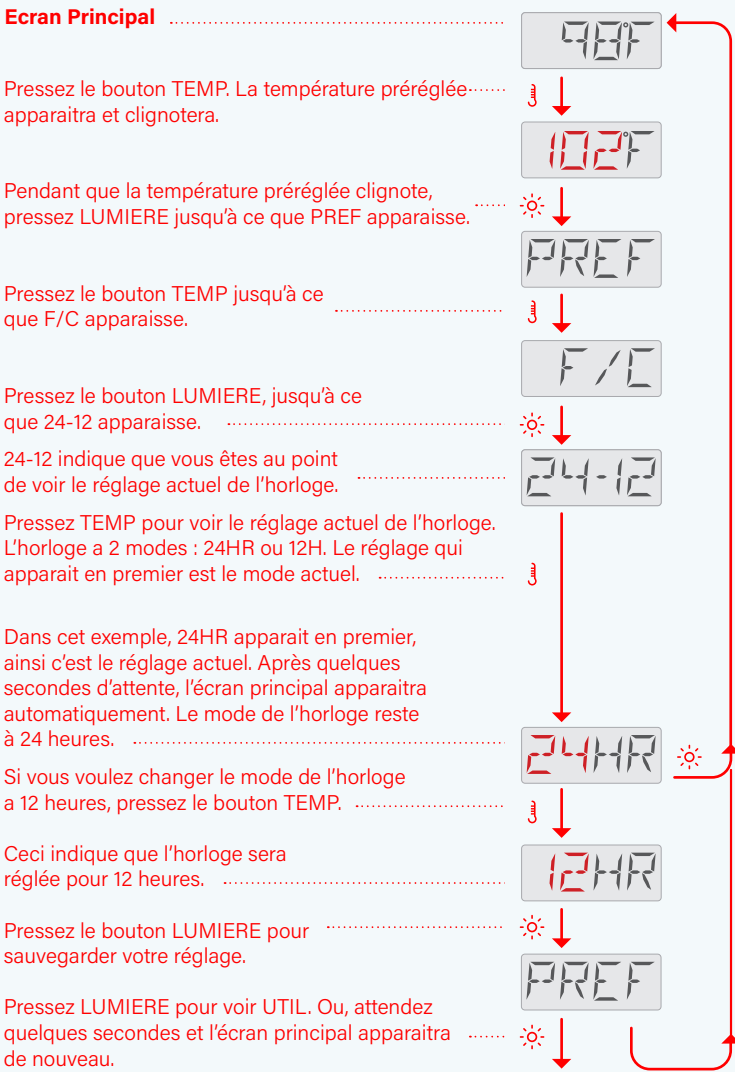 Ecran Principal
98°F
Pressez le bouton TEMP. La température préréglée
apparaitra et clignotera.
102°F
Pendant que la température préréglée clignote,
pressez LUMIERE jusqu'à ce que PREF apparaisse.
PREF
Pressez le bouton TEMP jusqu'à ce
que F/C apparaisse.
F/C
Pressez le bouton LUMIERE, jusqu'à ce
que 24-12 apparaisse.
24-12 indique que vous êtes au point
de voir le réglage actuel de l'horloge.
24-12
Pressez TEMP pour voir le réglage actuel de l'horloge.
L'horloge a 2 modes : 24HR ou 12H. Le réglage qui
apparait en premier est le mode actuel.
Dans cet exemple, 24HR apparait en premier,
ainsi c'est le réglage actuel. Après quelques
secondes d'attente, l'écran principal apparaitra
automatiquement. Le mode de l'horloge reste
à 24 heures.
24HR
Si vous voulez changer le mode de l'horloge
a 12 heures, pressez le bouton TEMP.
Ceci indique que l'horloge sera
réglée pour 12 heures.
12HR
Pressez le bouton LUMIERE pour
sauvegarder votre réglage.
PREF
Pressez LUMIERE pour voir UTIL. Ou, attendez
quelques secondes et l'écran principal apparaitra
de nouveau.